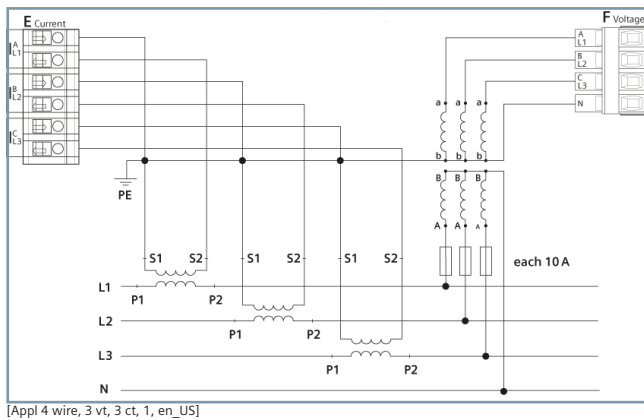 E Current
F Voltage
A
L1
B
L2
C
L3
A
L1
B
L2
C
L3
N
a a a
b b b
PE
B B B
A A A
S1 S2 S1 S2 S1 S2
each 10 A
L1
P1 P2
L2
P1 P2
L3
P1 P2
N
[Appl 4 wire, 3 vt, 3 ct, 1, en_US]